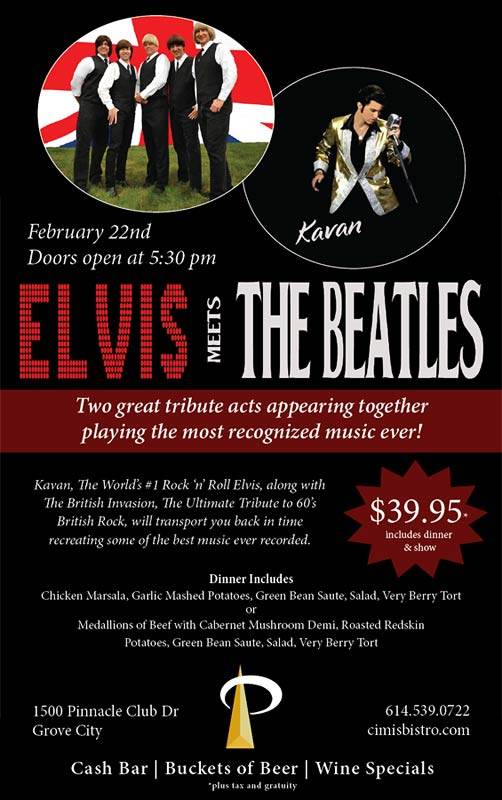 Kavan
February 22nd
Doors open at 5:30 pm
ELVIS MEETS THE BEATLES
Two great tribute acts appearing together
playing the most recognized music ever!
Kavan, The World's #1 Rock 'n' Roll Elvis, along with
The British Invasion, The Ultimate Tribute to 60's
British Rock, will transport you back in time
recreating some of the best music ever recorded.
$39.95*
includes dinner
& show
Dinner Includes
Chicken Marsala, Garlic Mashed Potatoes, Green Bean Saute, Salad, Very Berry Tort
or
Medallions of Beef with Cabernet Mushroom Demi, Roasted Redskin
Potatoes, Green Bean Saute, Salad, Very Berry Tort
1500 Pinnacle Club Dr
Grove City
614.539.0722
cimisbistro.com
Cash Bar | Buckets of Beer | Wine Specials
*plus tax and gratuity